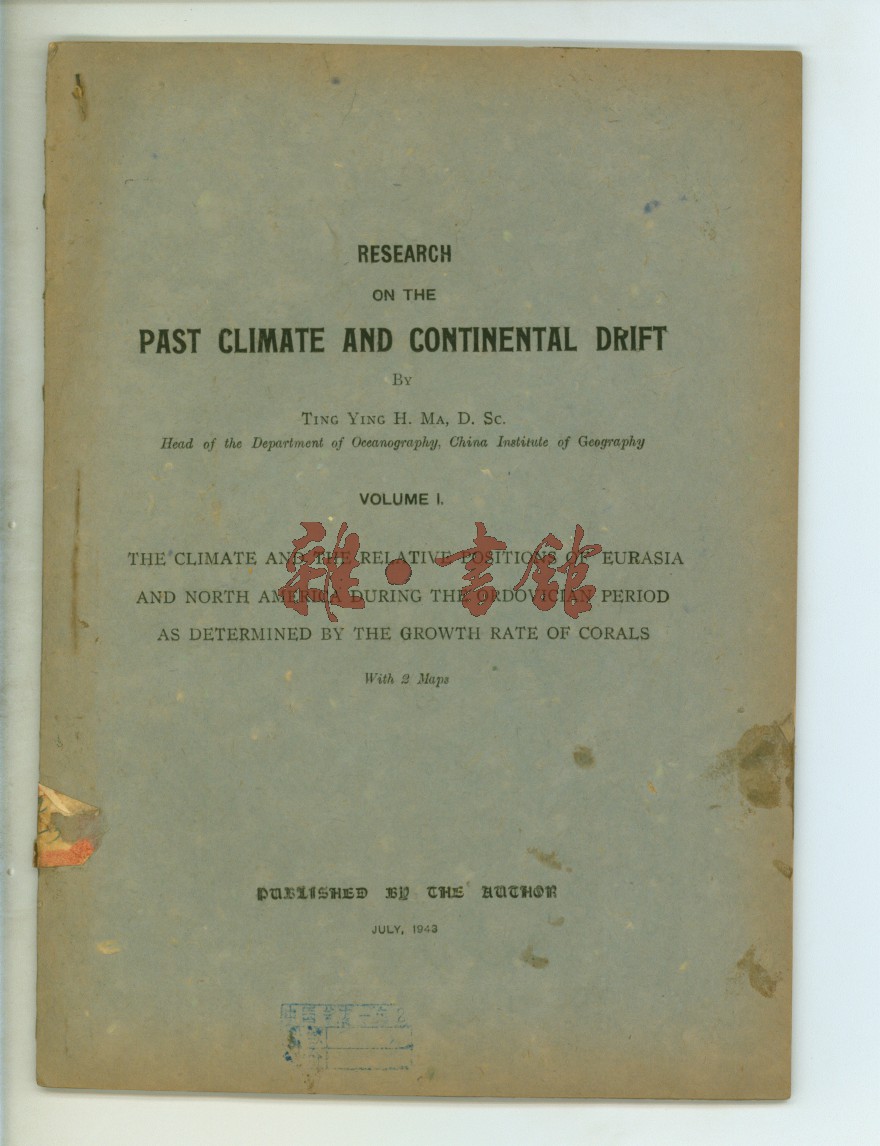 RESEARCH
ON THE
PAST CLIMATE AND CONTINENTAL DRIFT
BY
TING YING H. MA, D. SC.
Head of the Department of Oceanography, China Institute of Geography
VOLUME I.
雜·書館
THE CLIMATE AND THE RELATIVE POSITIONS OF EURASIA
AND NORTH AMERICA DURING THE ORDOVICIAN PERIOD
AS DETERMINED BY THE GROWTH RATE OF CORALS
With 2 Maps
PUBLISHED BY THE AUTHOR
JULY, 1943